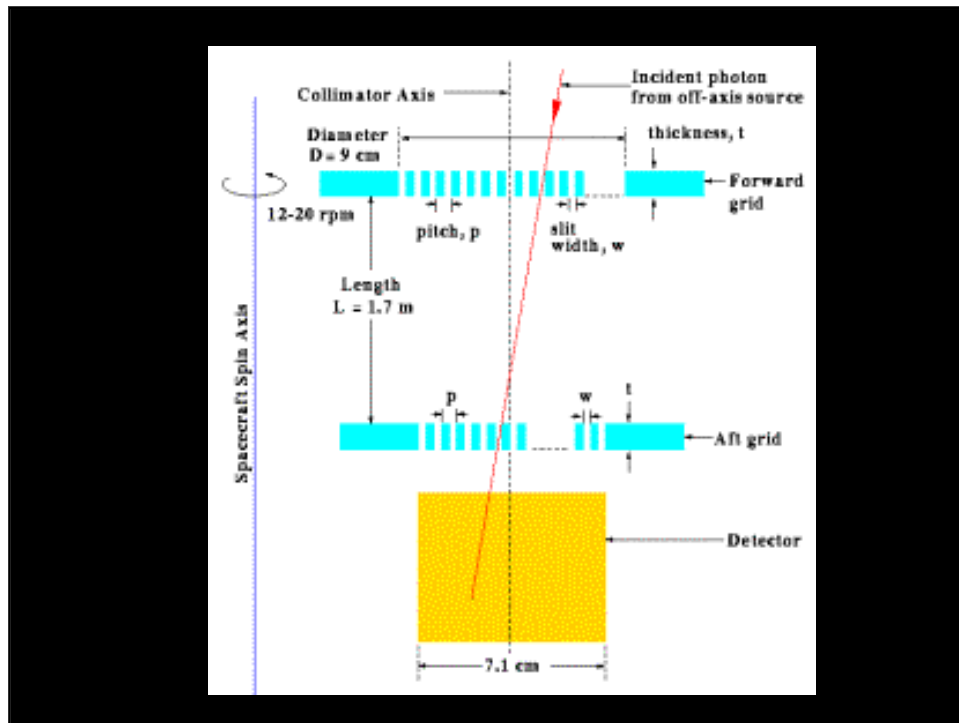 Collimator Axis
Incident photon
from off-axis source
Diameter
D = 9 cm
thickness, t
Forward
grid
12-20 rpm
pitch, p
slit
width, w
Length
L = 1.7 m
Spacecraft Spin Axis
p
w
t
Aft grid
Detector
7.1 cm